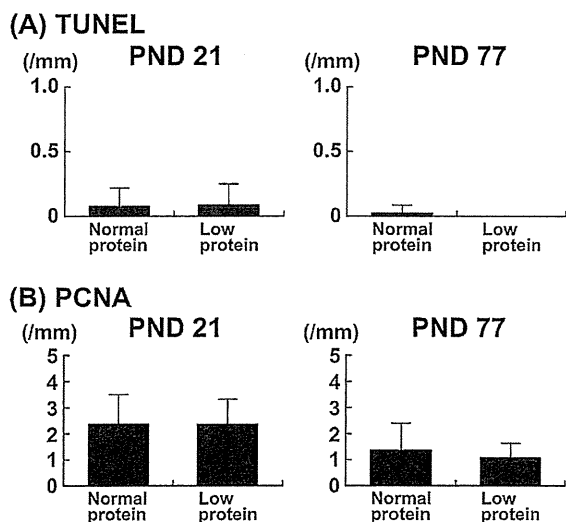 (A) TUNEL
(/mm) PND 21
1.0
0.5
0
Normal protein
Low protein
(/mm) PND 77
1.0
0.5
0
Normal protein
Low protein
(B) PCNA
(/mm) PND 21
5
4
3
2
1
0
Normal protein
Low protein
(/mm) PND 77
5
4
3
2
1
0
Normal protein
Low protein